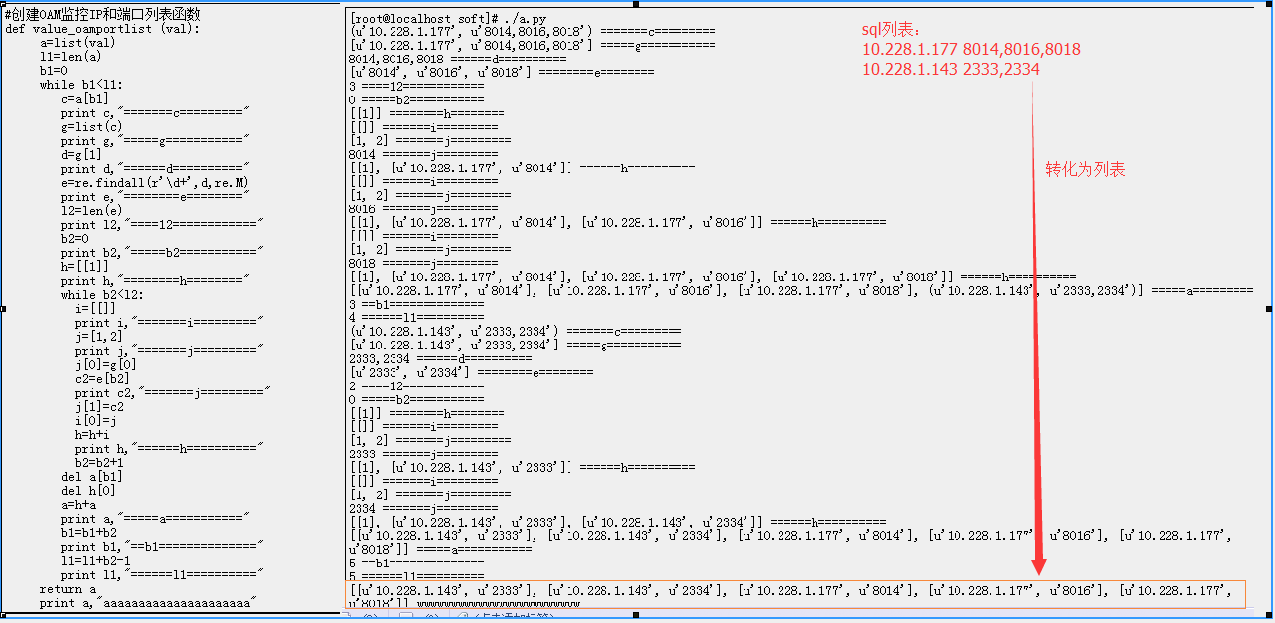 #创建OAM监控IP和端口列表函数
def value_oamportlist (val):
a=list(val)
l1=len(a)
b1=0
while b1<l1:
c=a[b1]
print c,"=======c========="
g=list(c)
print g,"=====g==========="
d=g[1]
print d,"======d=========="
e=re.findall(r'\d+',d,re.M)
print e,"========e========"
l2=len(e)
print l2,"====12============"
b2=0
print b2,"=====b2==========="
h=[[1]]
print h,"========h========="
while b2<l2:
i=[[]]
print i,"=======i========="
j=[1,2]
print j,"=======j========="
j[0]=g[0]
c2=e[b2]
print c2,"=======j========="
j[1]=c2
i[0]=j
h=h+i
print h,"======h=========="
b2=b2+1
del a[b1]
del h[0]
a=h+a
print a,"=====a==========="
b1=b1+b2
print b1,"==b1=============="
l1=l1+b2-1
print l1,"======l1=========="
return a
print a,"aaaaaaaaaaaaaaaaaaaaa"
[root@localhost soft]# ./a.py
(u'10.228.1.177', u'8014,8016,8018') =======c=========
[u'10.228.1.177', u'8014,8016,8018'] =====g===========
8014,8016,8018 ======d==========
[u'8014', u'8016', u'8018'] ========e========
3 ====12============
0 =====b2===========
[[1]] ========h========
[[]] =======i=========
[1, 2] =======j=========
8014 =======j=========
[[1], [u'10.228.1.177', u'8014']] ======h==========
[[]] =======i=========
[1, 2] =======j=========
8016 =======j=========
[[1], [u'10.228.1.177', u'8014'], [u'10.228.1.177', u'8016']] ======h==========
[[]] =======i=========
[1, 2] =======j=========
8018 =======j=========
[[1], [u'10.228.1.177', u'8014'], [u'10.228.1.177', u'8016'], [u'10.228.1.177', u'8018']] ======h==========
[[u'10.228.1.177', u'8014'], [u'10.228.1.177', u'8016'], [u'10.228.1.177', u'8018'], (u'10.228.1.143', u'2333,2334')] =====a=========
3 ==b1==============
4 ======l1==========
(u'10.228.1.143', u'2333,2334') =======c=========
[u'10.228.1.143', u'2333,2334'] =====g===========
2333,2334 ======d==========
[u'2333', u'2334'] ========e========
2 ====12============
0 =====b2===========
[[1]] ========h========
[[]] =======i=========
[1, 2] =======j=========
2333 =======j=========
[[1], [u'10.228.1.143', u'2333']] ======h==========
[[]] =======i=========
[1, 2] =======j=========
2334 =======j=========
[[1], [u'10.228.1.143', u'2333'], [u'10.228.1.143', u'2334']] ======h==========
[[u'10.228.1.143', u'2333'], [u'10.228.1.143', u'2334'], [u'10.228.1.177', u'8014'], [u'10.228.1.177', u'8016'], [u'10.228.1.177',
u'8018']] =====a===========
6 ==b1==============
5 ======l1==========
[[u'10.228.1.143', u'2333'], [u'10.228.1.143', u'2334'], [u'10.228.1.177', u'8014'], [u'10.228.1.177', u'8016'], [u'10.228.1.177',
u'8018']]
sql列表：
10.228.1.177 8014,8016,8018
10.228.1.143 2333,2334
转化为列表